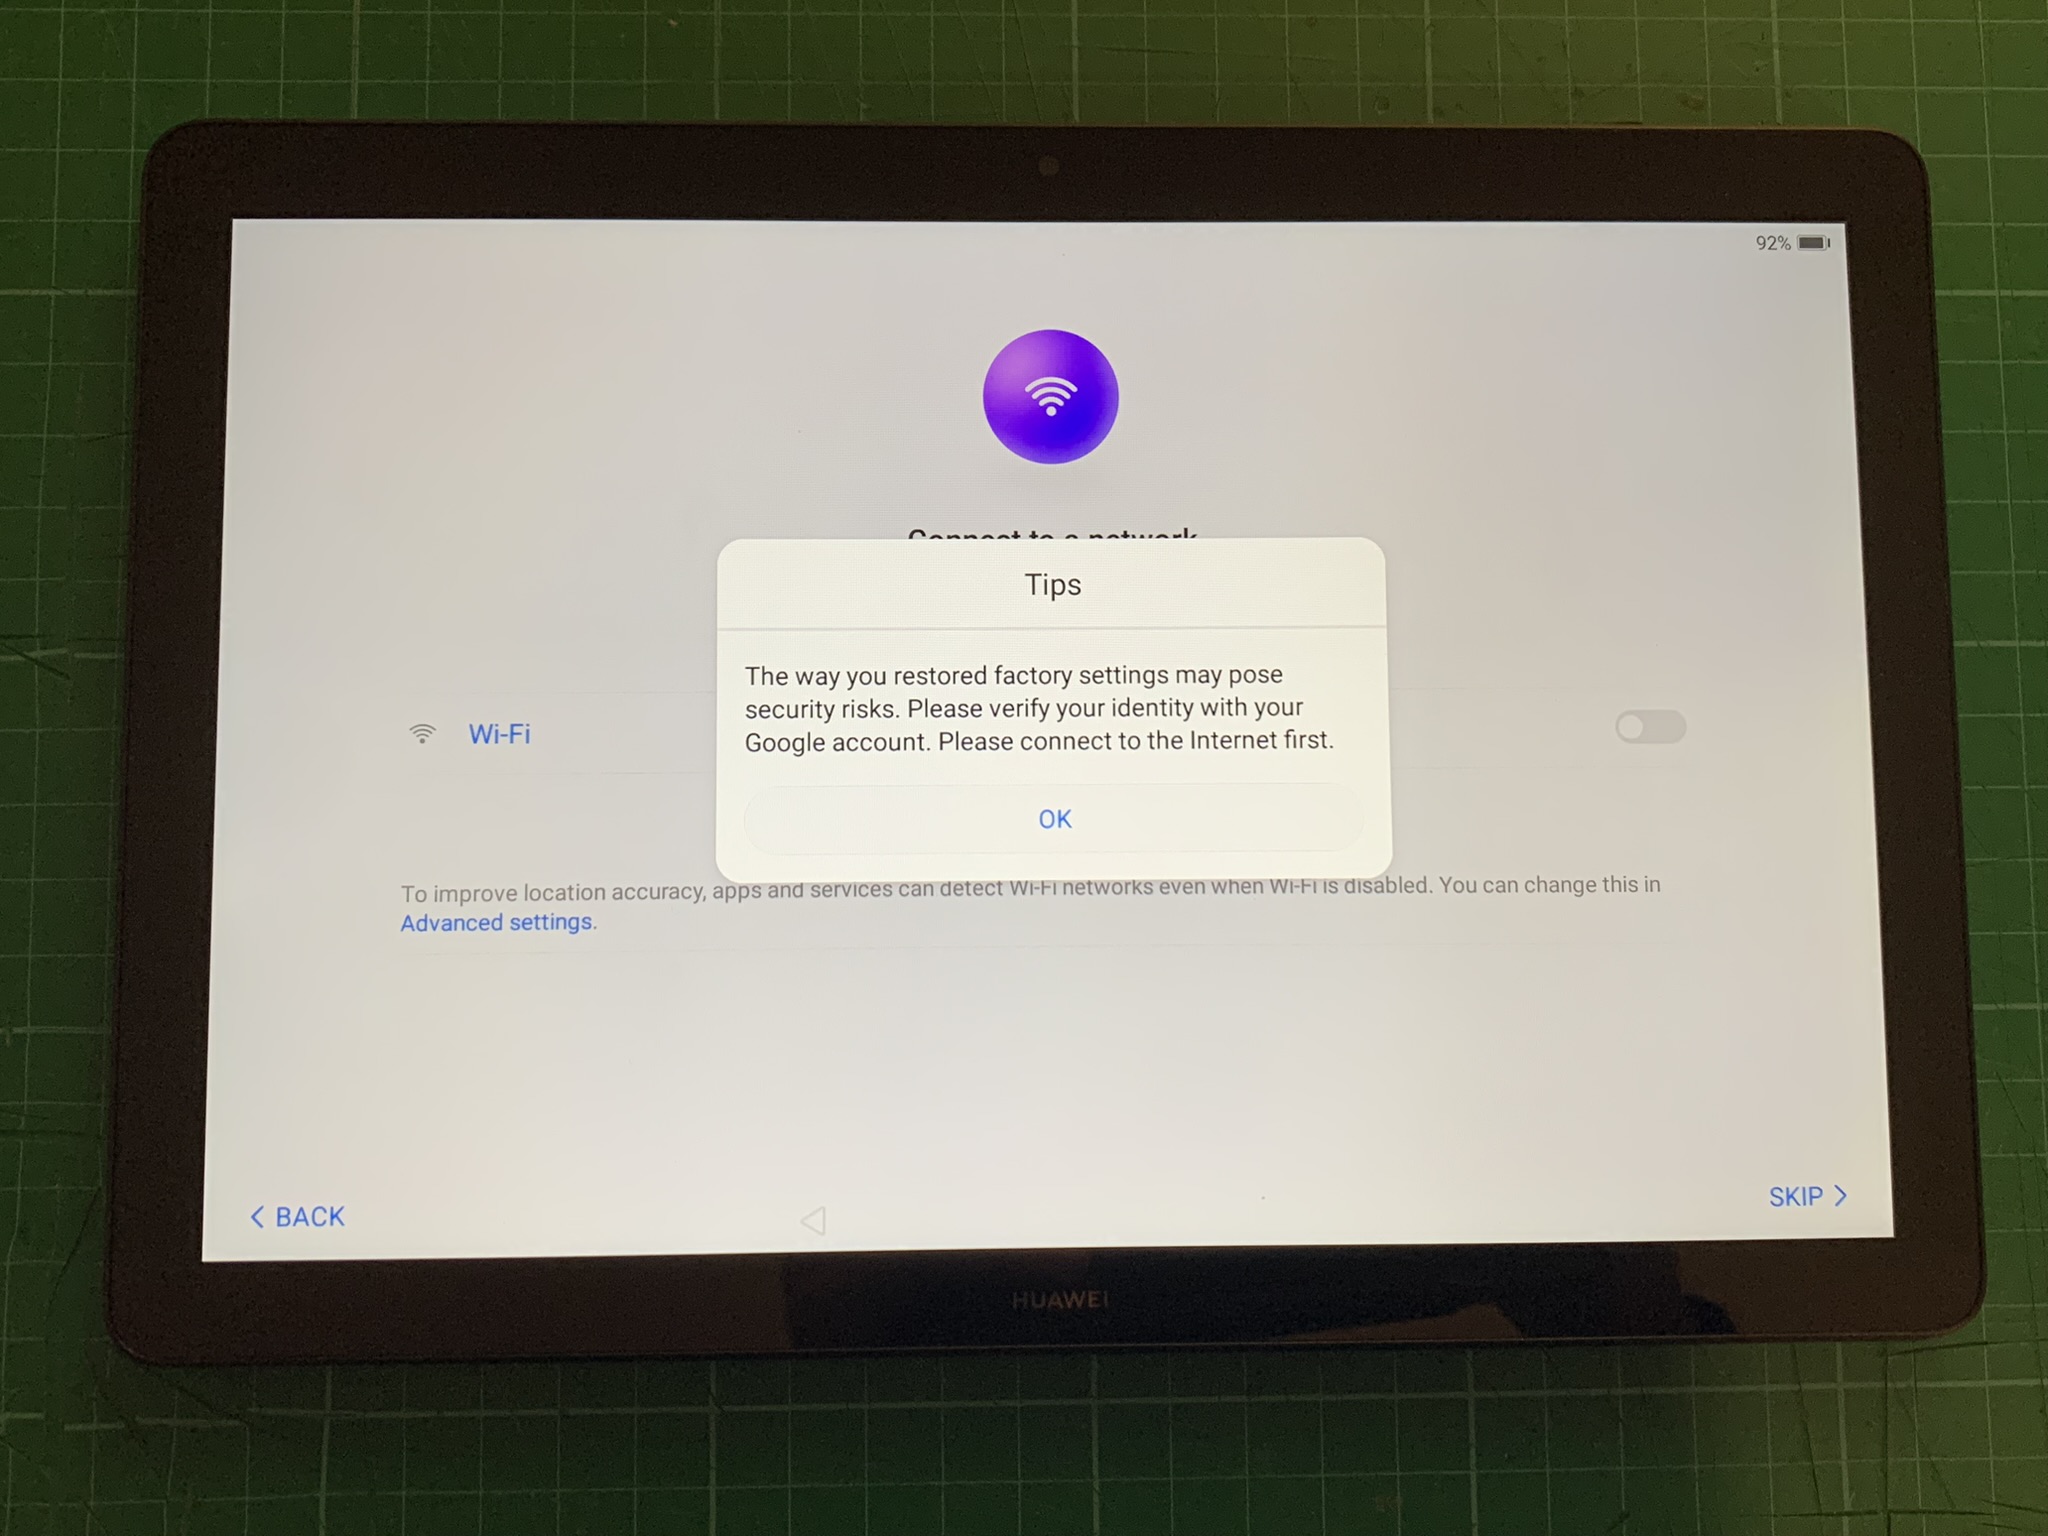 92%
Connect to a network
Tips
The way you restored factory settings may pose
security risks. Please verify your identity with your
Google account. Please connect to the Internet first.
Wi-Fi
OK
To improve location accuracy, apps and services can detect Wi-Fi networks even when Wi-Fi is disabled. You can change this in
Advanced settings.
BACK
SKIP
HUAWEI